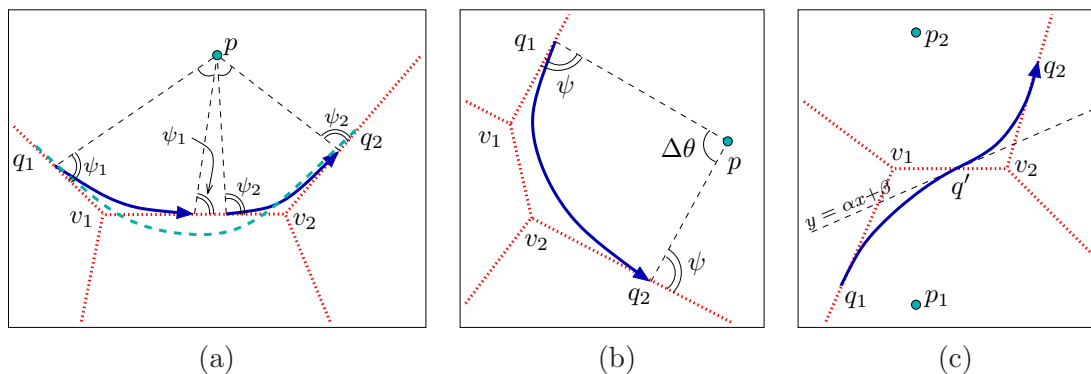 p
ψ₂
q₂
ψ₁
q₁
ψ₁
ψ₂
v₁
v₂
(a)
q₁
ψ
v₁
Δθ
p
v₂
ψ
q₂
(b)
p₂
q₂
v₁
v₂
q′
y = αx+β
q₁
p₁
(c)